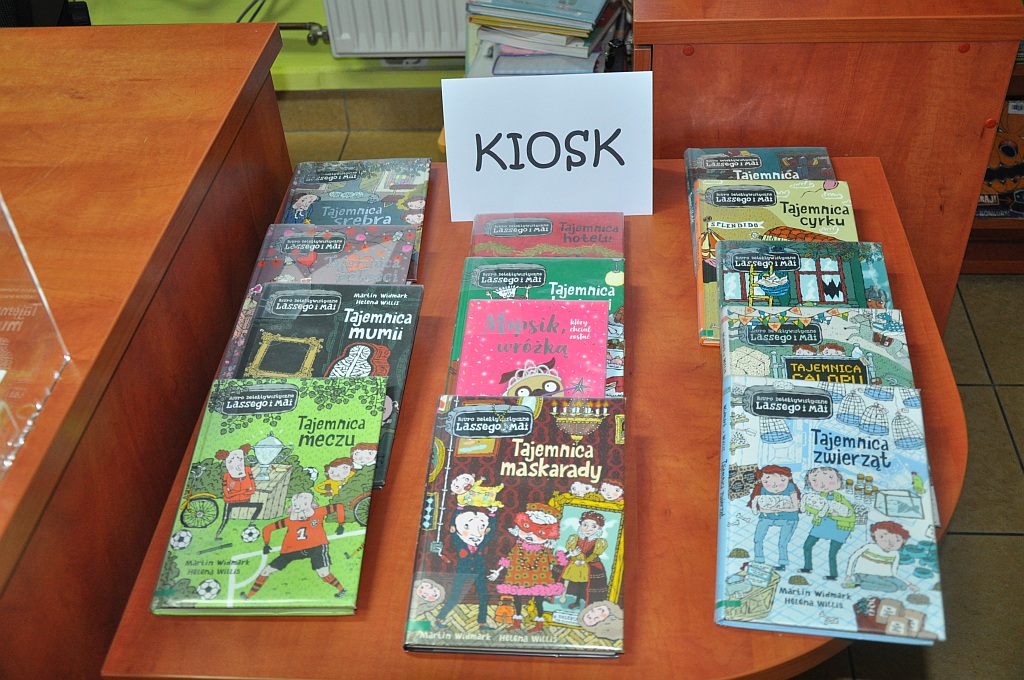 KIOSK
Biuro Detektywistyczne
Lassego i Mai
Tajemnica
srebra
Biuro Detektywistyczne
Lassego i Mai
Biuro Detektywistyczne
Lassego i Mai
Martin Widmark
Helena Willis
Tajemnica
mumii
Biuro Detektywistyczne
Lassego i Mai
Tajemnica
meczu
1
Martin Widmark
Helena Willis
Biuro Detektywistyczne
Lassego i Mai
Tajemnica
hotelu
Biuro Detektywistyczne
Lassego i Mai
Mopsik,
który
chciał
zostać
wróżką
Biuro Detektywistyczne
Lassego i Mai
Tajemnica
maskarady
Martin Widmark Helena Willis
Biuro Detektywistyczne
Lassego i Mai
Tajemnica
Biuro Detektywistyczne
Lassego i Mai
Tajemnica
cyrku
SPLENDIDO
Biuro Detektywistyczne
Lassego i Mai
Biuro Detektywistyczne
Lassego i Mai
TAJEMNICA
GALOPU
Biuro Detektywistyczne
Lassego i Mai
Tajemnica
zwierząt
Martin Widmark
Helena Willis